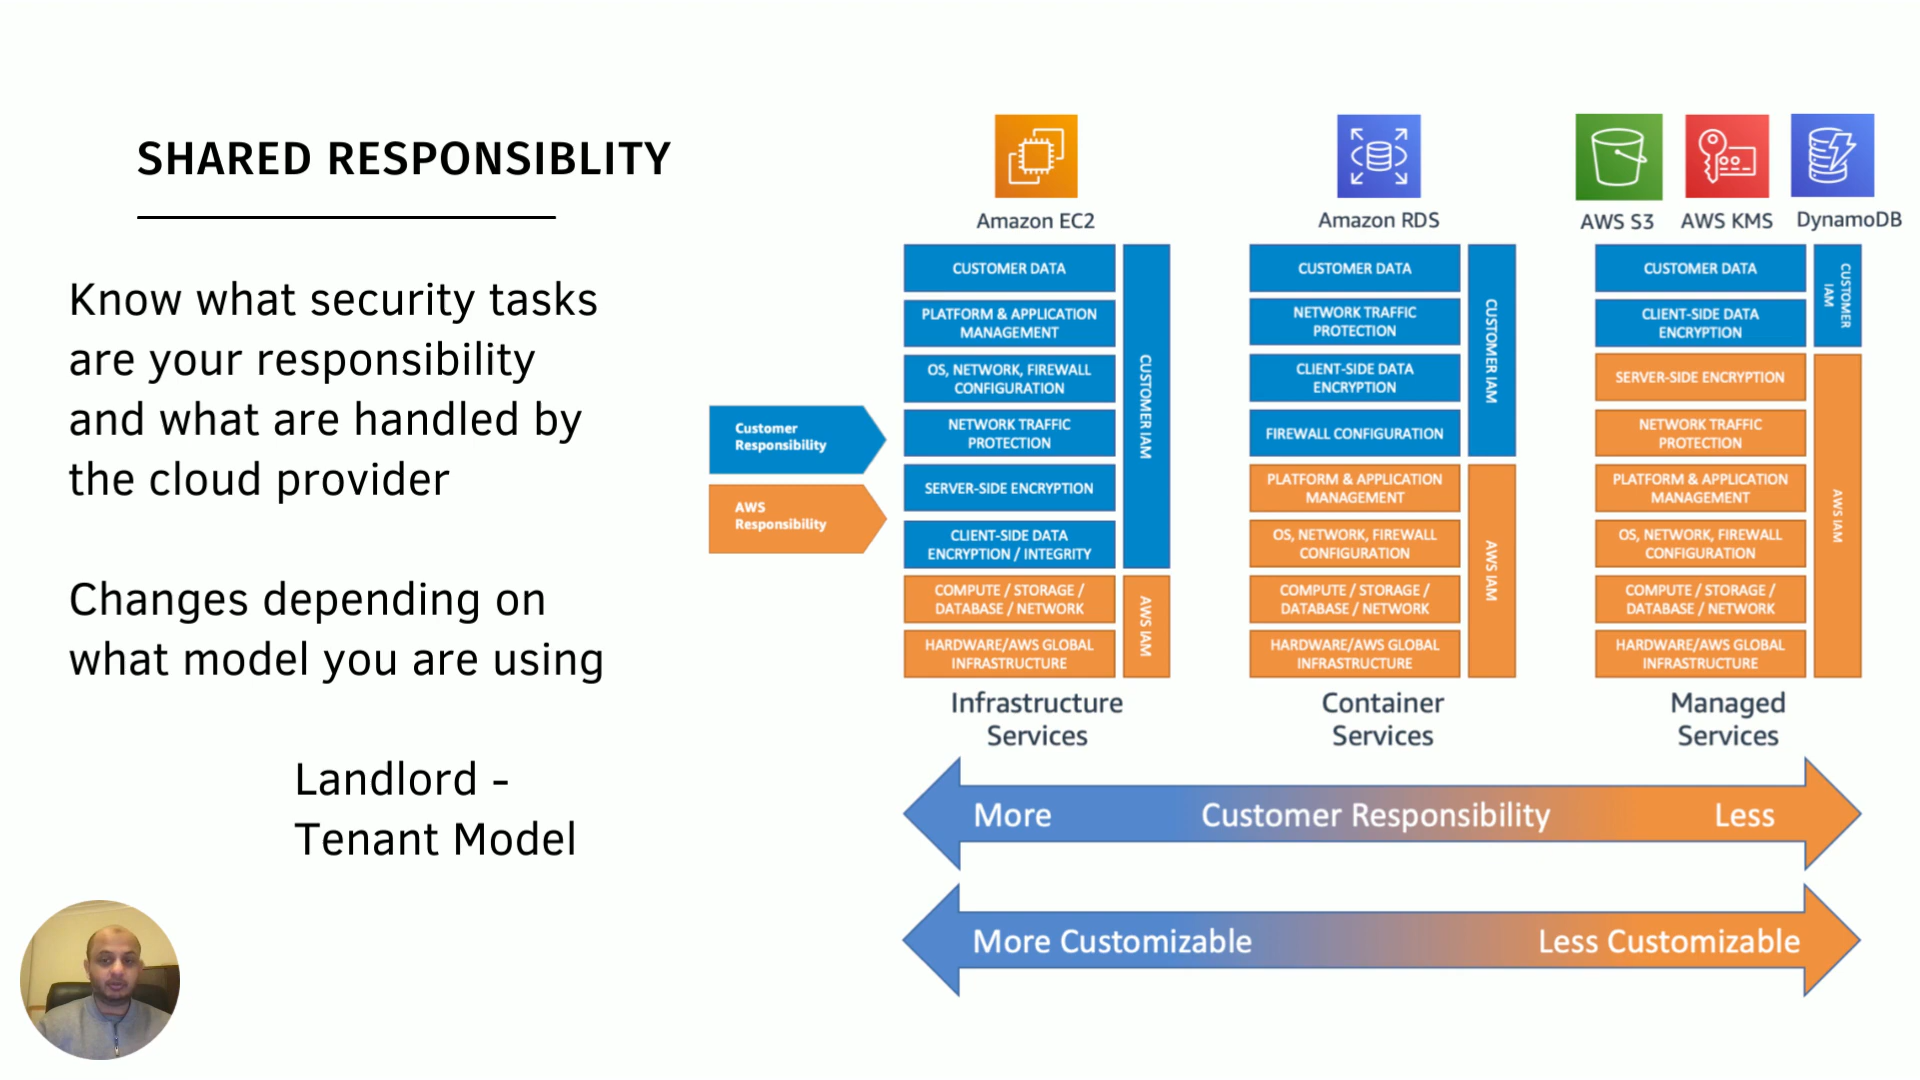 SHARED RESPONSIBLITY
Know what security tasks
are your responsibility
and what are handled by
the cloud provider
Changes depending on
what model you are using
Landlord -
Tenant Model
Customer
Responsibility
AWS
Responsibility
Amazon EC2
CUSTOMER DATA
PLATFORM & APPLICATION
MANAGEMENT
OS, NETWORK, FIREWALL
CONFIGURATION
NETWORK TRAFFIC
PROTECTION
SERVER-SIDE ENCRYPTION
CLIENT-SIDE DATA
ENCRYPTION / INTEGRITY
COMPUTE / STORAGE /
DATABASE / NETWORK
HARDWARE/AWS GLOBAL
INFRASTRUCTURE
CUSTOMER IAM
AWS IAM
Infrastructure
Services
Amazon RDS
CUSTOMER DATA
NETWORK TRAFFIC
PROTECTION
CLIENT-SIDE DATA
ENCRYPTION
FIREWALL CONFIGURATION
PLATFORM & APPLICATION
MANAGEMENT
OS, NETWORK, FIREWALL
CONFIGURATION
COMPUTE / STORAGE /
DATABASE / NETWORK
HARDWARE/AWS GLOBAL
INFRASTRUCTURE
CUSTOMER IAM
AWS IAM
Container
Services
AWS S3
AWS KMS
DynamoDB
CUSTOMER DATA
CLIENT-SIDE DATA
ENCRYPTION
SERVER-SIDE ENCRYPTION
NETWORK TRAFFIC
PROTECTION
PLATFORM & APPLICATION
MANAGEMENT
OS, NETWORK, FIREWALL
CONFIGURATION
COMPUTE / STORAGE /
DATABASE / NETWORK
HARDWARE/AWS GLOBAL
INFRASTRUCTURE
CUSTOMER
IAM
AWS IAM
Managed
Services
More Customer Responsibility Less
More Customizable Less Customizable